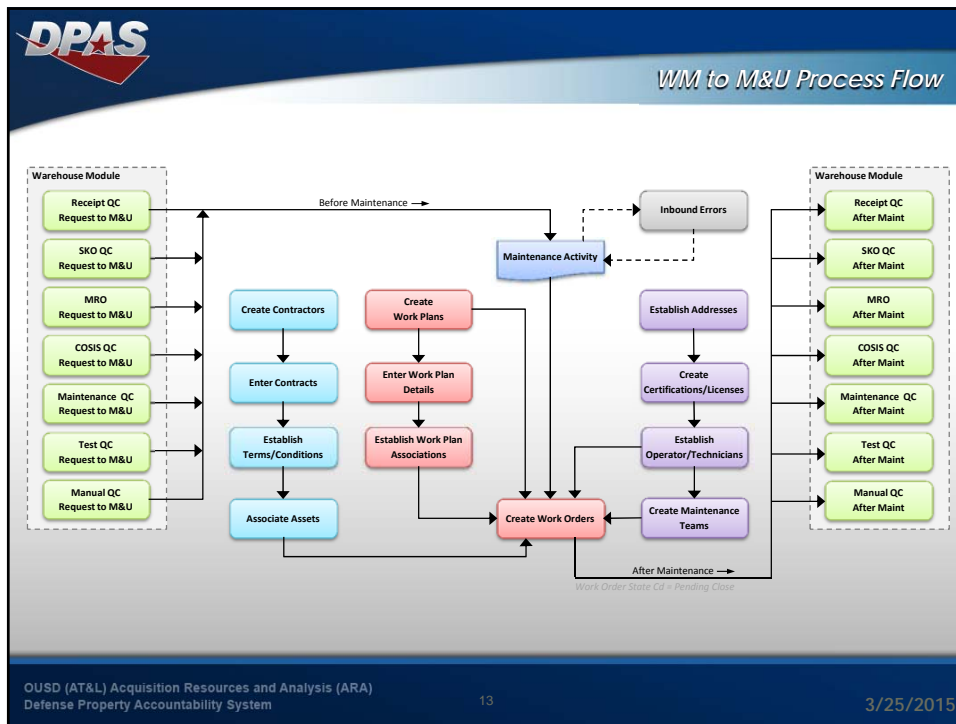 DPAS
WM to M&U Process Flow
Warehouse Module
Receipt QC
Request to M&U
SKO QC
Request to M&U
MRO
Request to M&U
COSIS QC
Request to M&U
Maintenance QC
Request to M&U
Test QC
Request to M&U
Manual QC
Request to M&U
Before Maintenance
Inbound Errors
Maintenance Activity
Create Contractors
Enter Contracts
Establish
Terms/Conditions
Associate Assets
Create
Work Plans
Enter Work Plan
Details
Establish Work Plan
Associations
Create Work Orders
Establish Addresses
Create
Certifications/Licenses
Establish
Operator/Technicians
Create Maintenance
Teams
After Maintenance
Work Order State Cd = Pending Close
Warehouse Module
Receipt QC
After Maint
SKO QC
After Maint
MRO
After Maint
COSIS QC
After Maint
Maintenance QC
After Maint
Test QC
After Maint
Manual QC
After Maint
OUSD (AT&L) Acquisition Resources and Analysis (ARA)
Defense Property Accountability System
13
3/25/2015